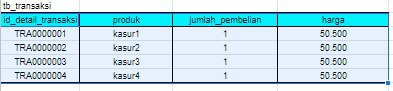 tb_transaksi
id_detail_transaksi produk jumlah_pembelian harga
TRA0000001 kasur1 1 50.500
TRA0000002 kasur2 1 50.500
TRA0000003 kasur3 1 50.500
TRA0000004 kasur4 1 50.500